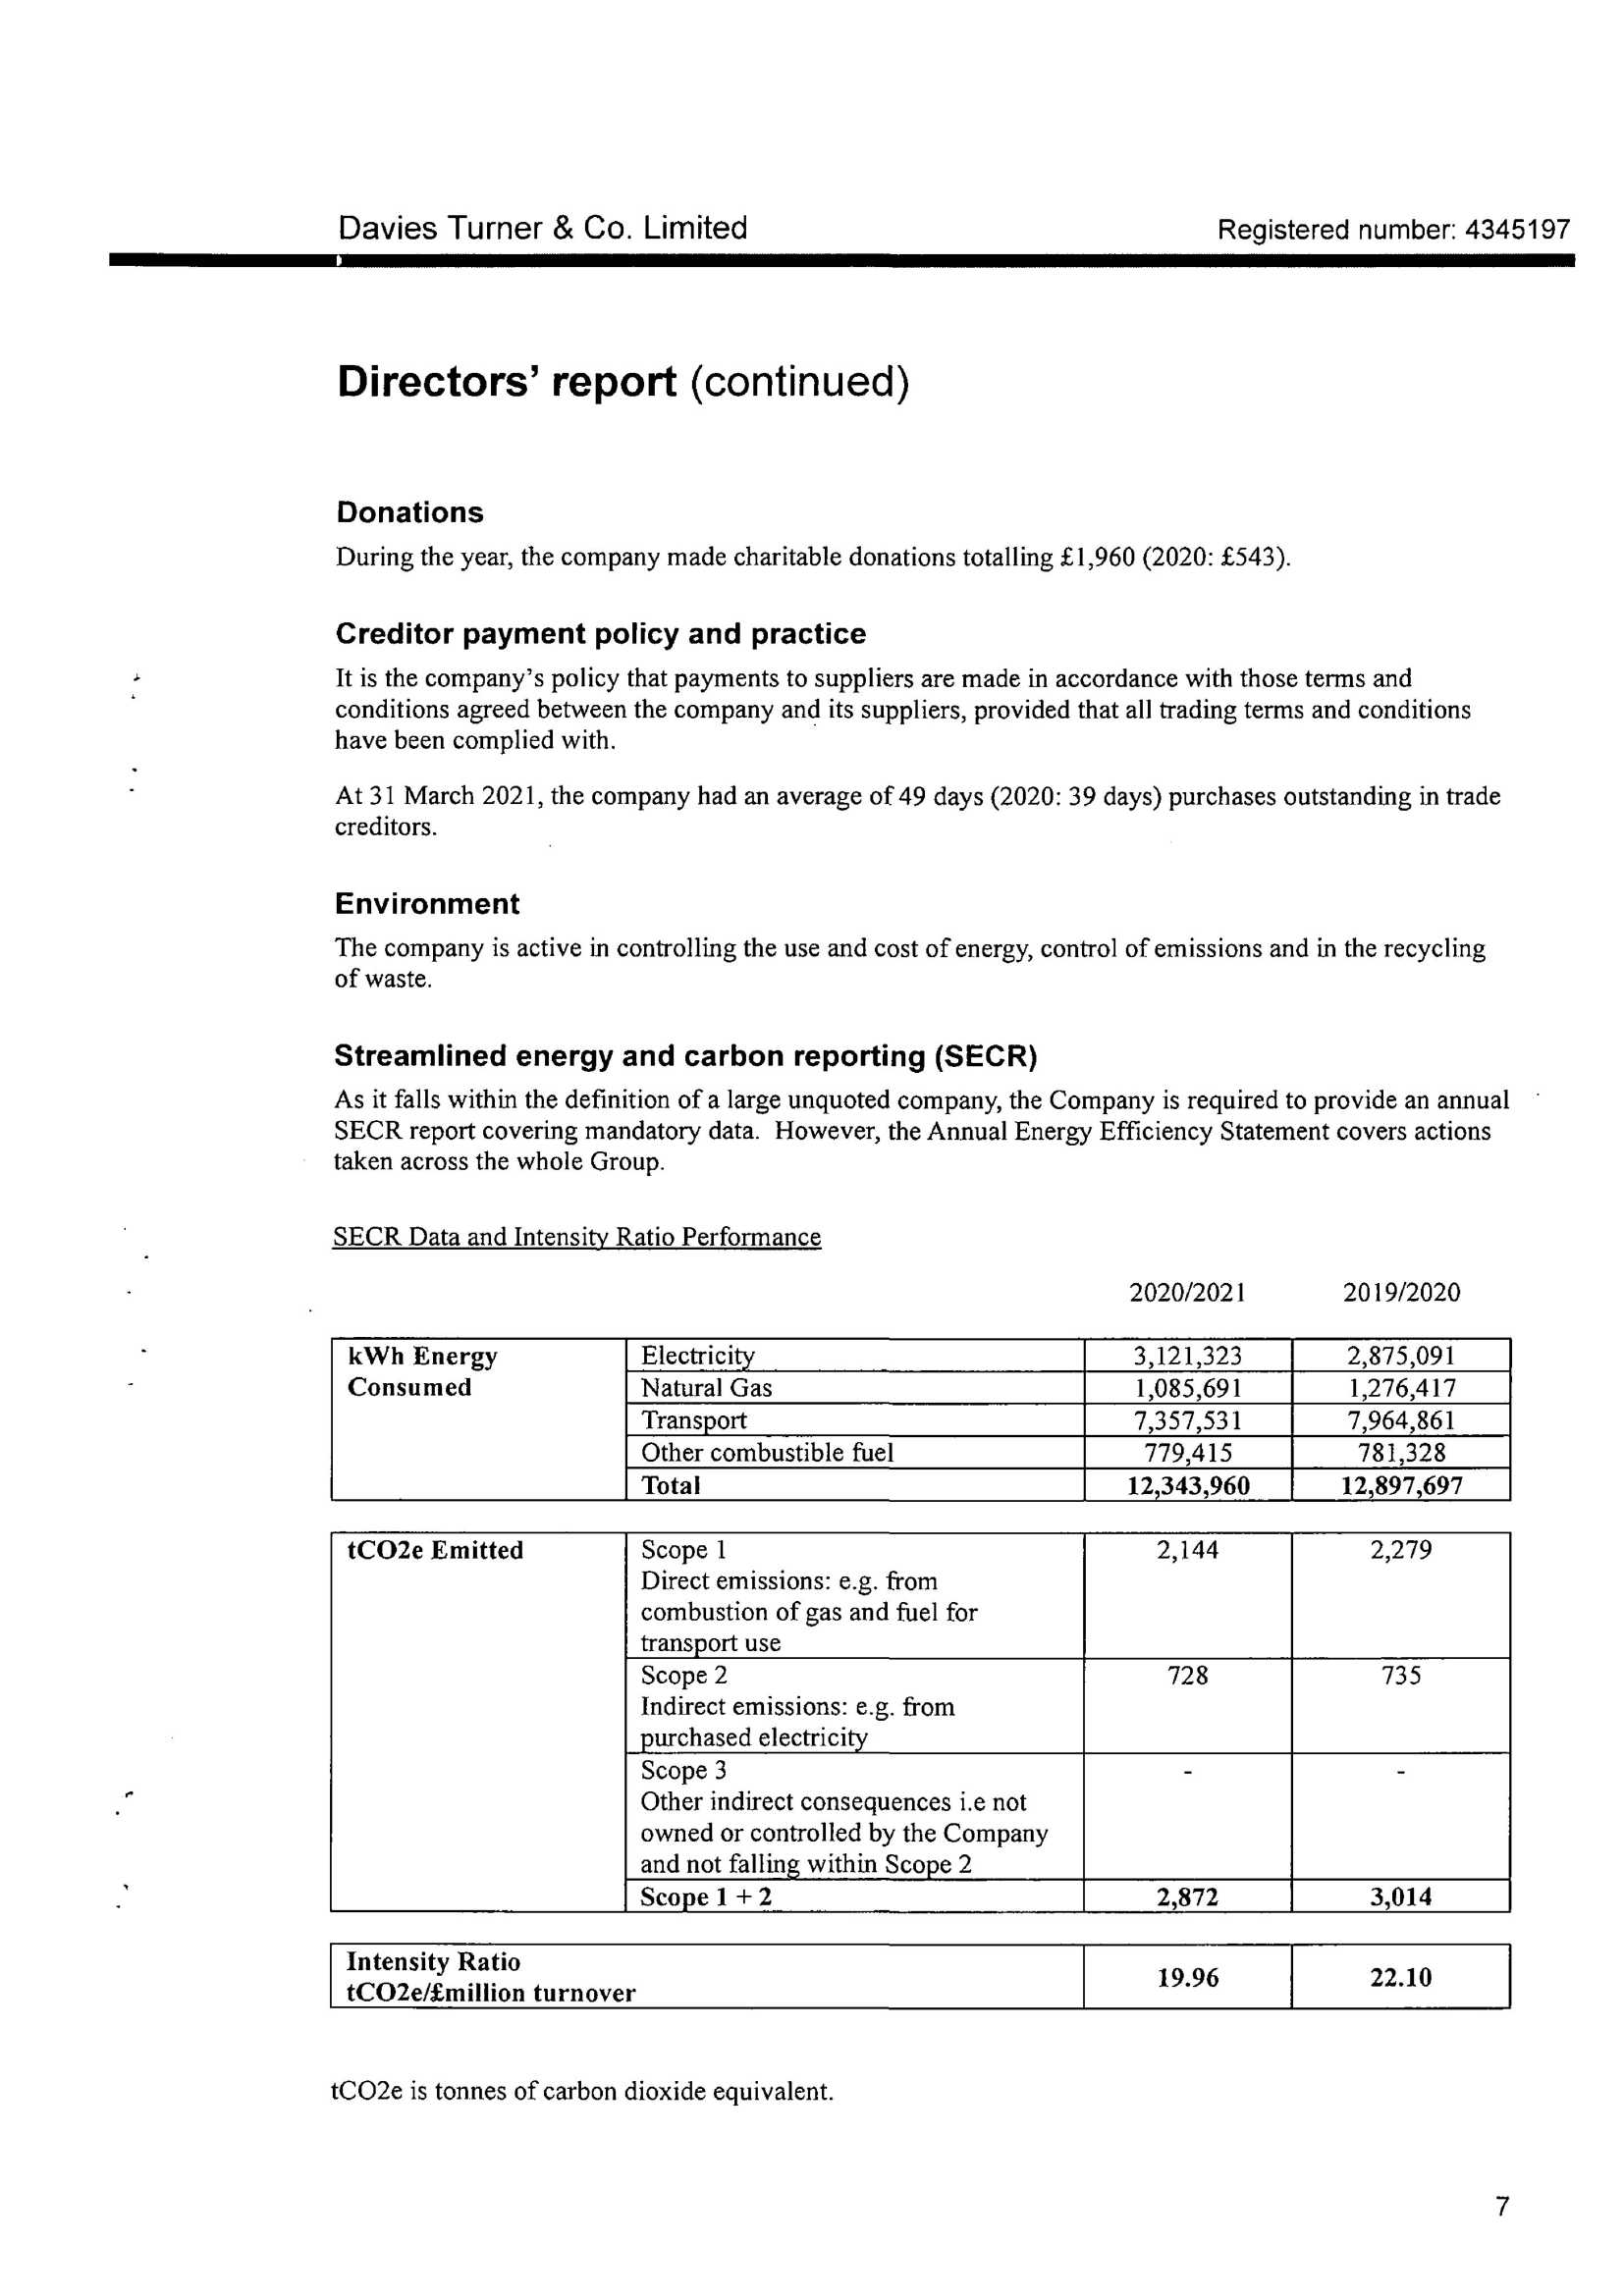 Davies Turner & Co. Limited
Registered number: 4345197
Directors' report (continued)
Donations
During the year, the company made charitable donations totalling £1,960 (2020: £543).
Creditor payment policy and practice
It is the company's policy that payments to suppliers are made in accordance with those terms and
conditions agreed between the company and its suppliers, provided that all trading terms and conditions
have been complied with.
At 31 March 2021, the company had an average of 49 days (2020: 39 days) purchases outstanding in trade
creditors.
Environment
The company is active in controlling the use and cost of energy, control of emissions and in the recycling
of waste.
Streamlined energy and carbon reporting (SECR)
As it falls within the definition of a large unquoted company, the Company is required to provide an annual
SECR report covering mandatory data. However, the Annual Energy Efficiency Statement covers actions
taken across the whole Group.
SECR Data and Intensity Ratio Performance
2020/2021 2019/2020
kWh Energy Electricity 3,121,323 2,875,091
Consumed Natural Gas 1,085,691 1,276,417
Transport 7,357,531 7,964,861
Other combustible fuel 779,415 781,328
Total 12,343,960 12,897,697
tCO2e Emitted Scope 1 2,144 2,279
Direct emissions: e.g. from
combustion of gas and fuel for
transport use
Scope 2 728 735
Indirect emissions: e.g. from
purchased electricity
Scope 3 - -
Other indirect consequences i.e not
owned or controlled by the Company
and not falling within Scope 2
Scope 1 + 2 2,872 3,014
Intensity Ratio
tCO2e/£million turnover 19.96 22.10
tCO2e is tonnes of carbon dioxide equivalent.
7